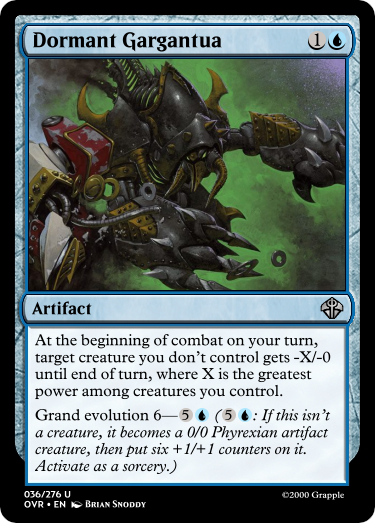 Dormant Gargantua 1
Artifact
At the beginning of combat on your turn,
target creature you don't control gets -X/-0
until end of turn, where X is the greatest
power among creatures you control.
Grand evolution 6—5 (5: If this isn't
a creature, it becomes a 0/0 Phyrexian artifact
creature, then put six +1/+1 counters on it.
Activate as a sorcery.)
036/276 U
OVR • EN Brian Snoddy ©2000 Grapple